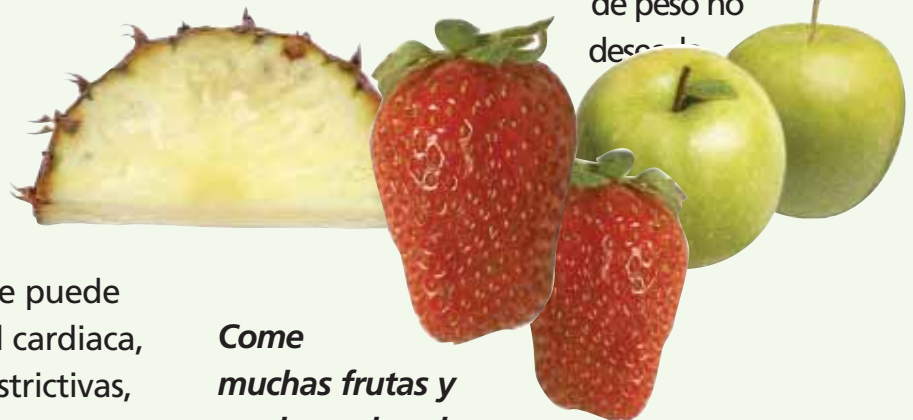 e puede
l cardiaca,
strictivas,
Come
muchas frutas y
de peso no